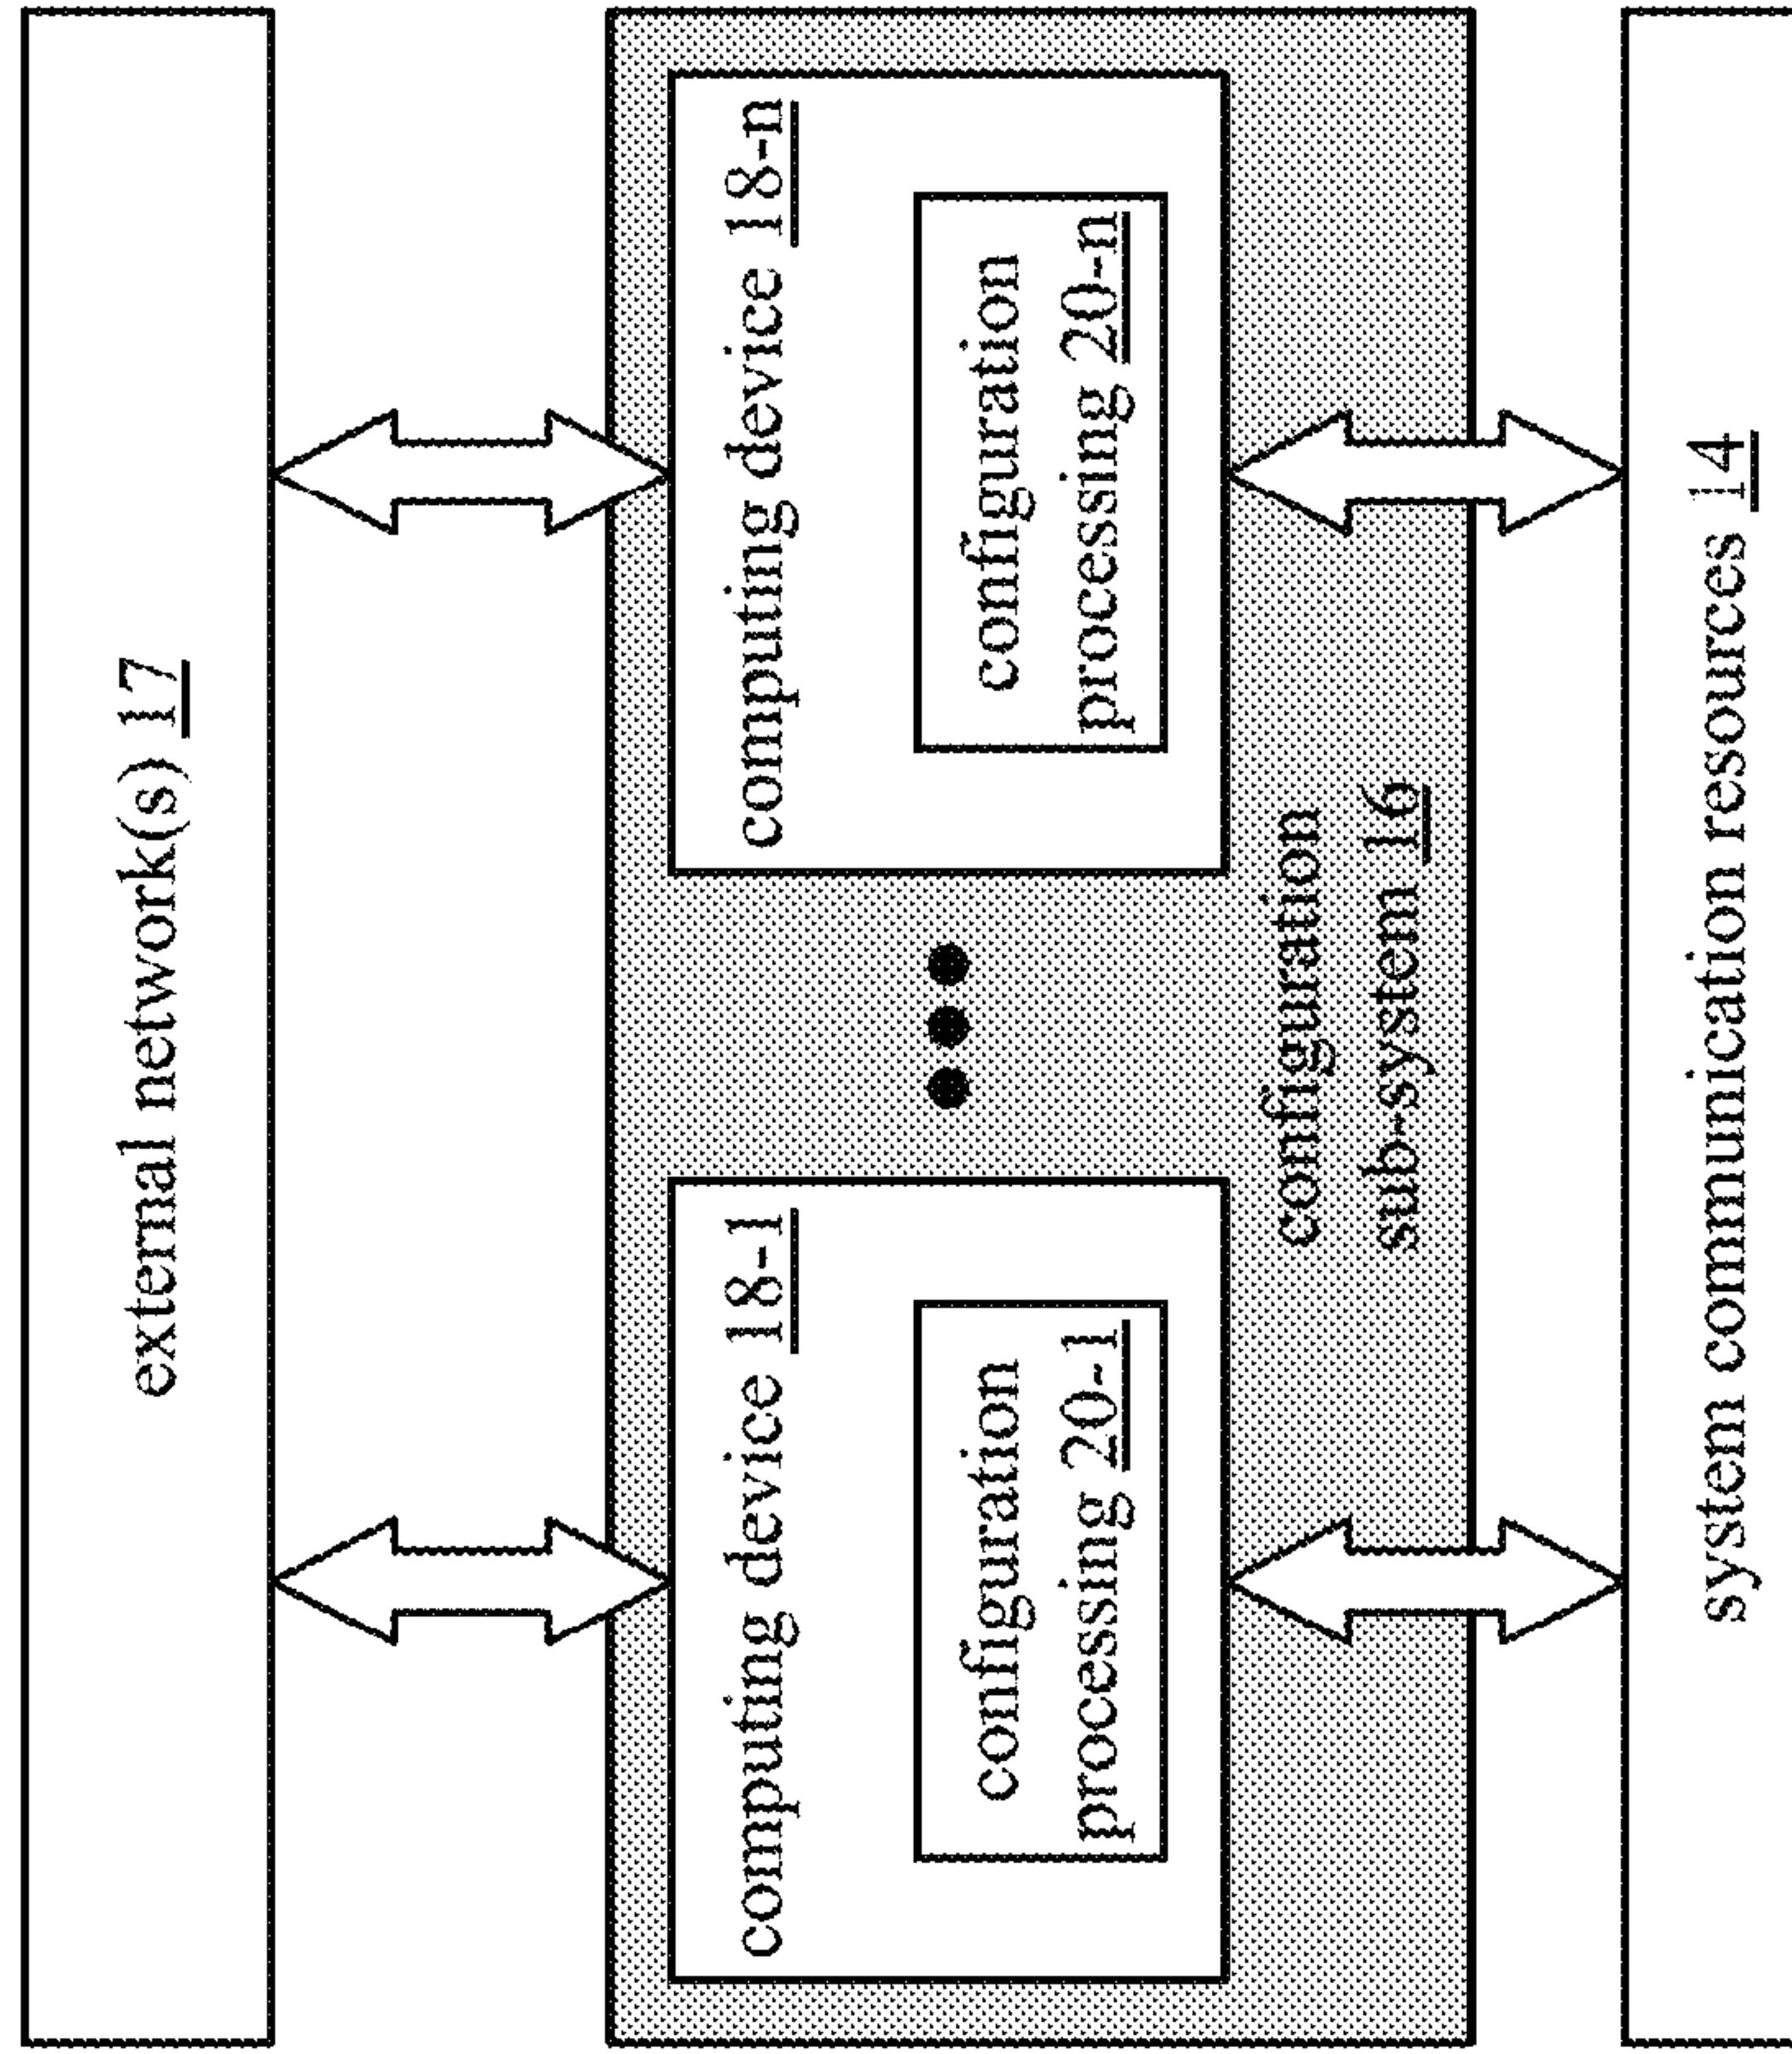 external network(s) 17
computing device 18-1
configuration
processing 20-1
computing device 18-n
configuration
processing 20-n
configuration
sub-system 16
system communication resources 14